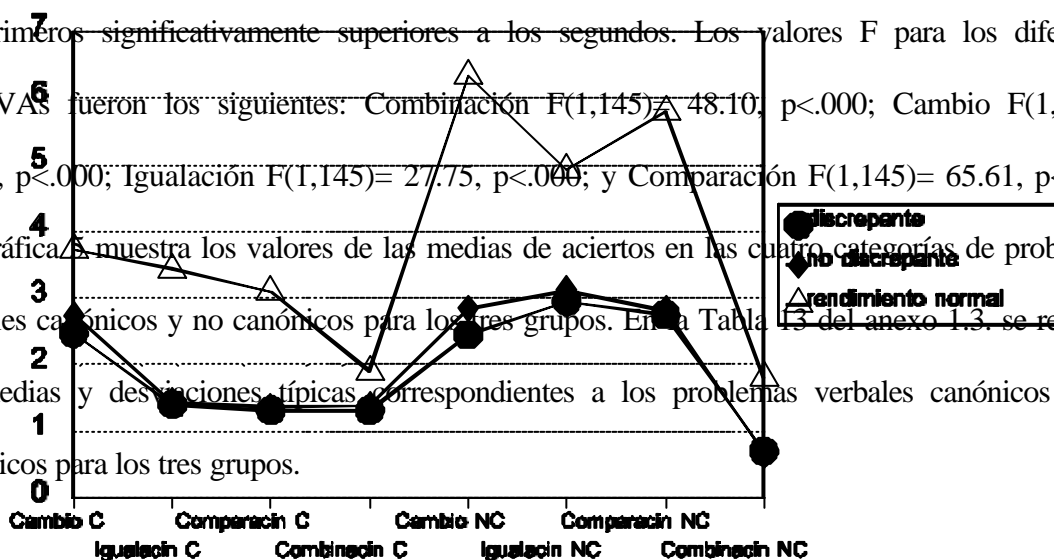 7
rimeros significativamente superiores a los segundos. Los valores F para los dife
6
VAs fueron los siguientes: Combinación F(1,145)= 48.10, p<.000; Cambio F(1,
5
, p<.000; Igualación F(1,145)= 27.75, p<.000; y Comparación F(1,145)= 65.61, p<
discrepante
4
ráfica 5 muestra los valores de las medias de aciertos en las cuatro categorías de prob
no discrepante
3
rendimiento normal
les canónicos y no canónicos para los tres grupos. En la Tabla 13 del anexo 1.3. se re
2
edias y desviaciones típicas correspondientes a los problemas verbales canónicos
1
icos para los tres grupos.
0
Cambio C Comparacin C Cambio NC Comparacin NC
Igualacin C Combinacin C Igualacin NC Combinacin NC